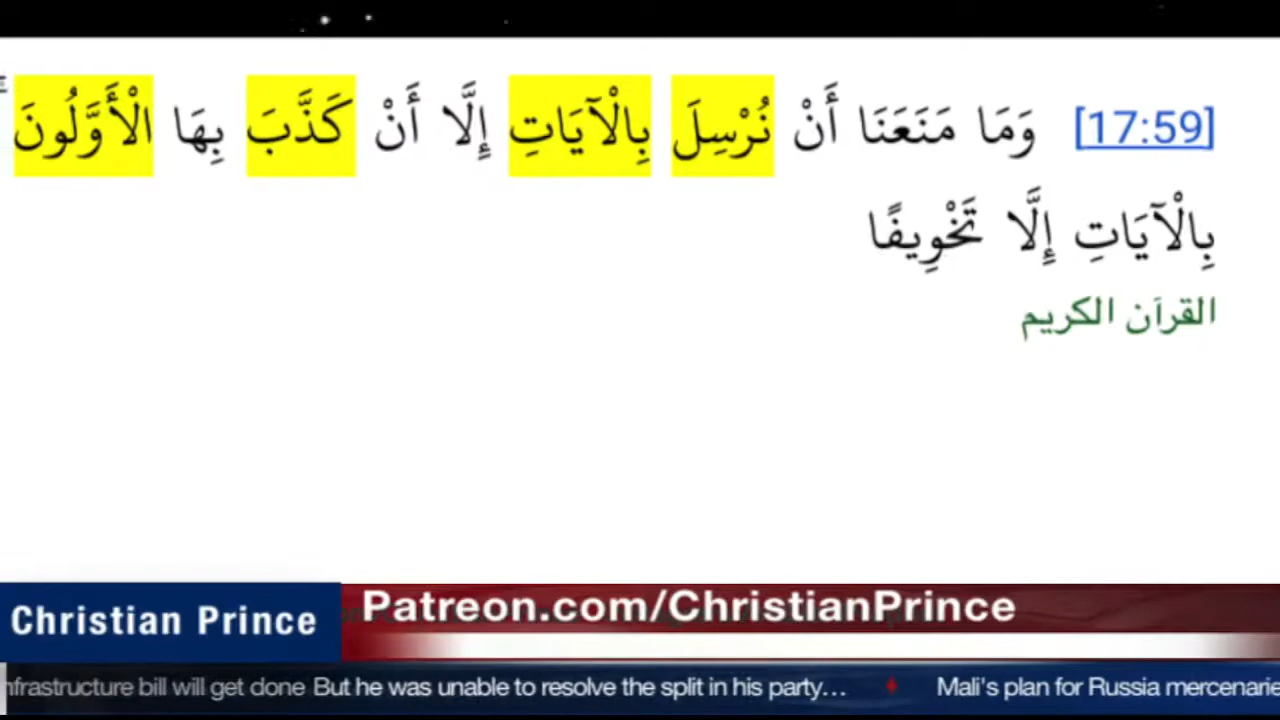 [17:59] وَمَا مَنَعَنَا أَنْ نُرْسِلَ بِالْآيَاتِ إِلَّا أَنْ كَذَّبَ بِهَا الْأَوَّلُونَ
بِالْآيَاتِ إِلَّا تَخْوِيفًا
القرآن الكريم
Christian Prince
Patreon.com/ChristianPrince
nfrastructure bill will get done But he was unable to resolve the split in his party… ♦ Mali's plan for Russia mercenarie